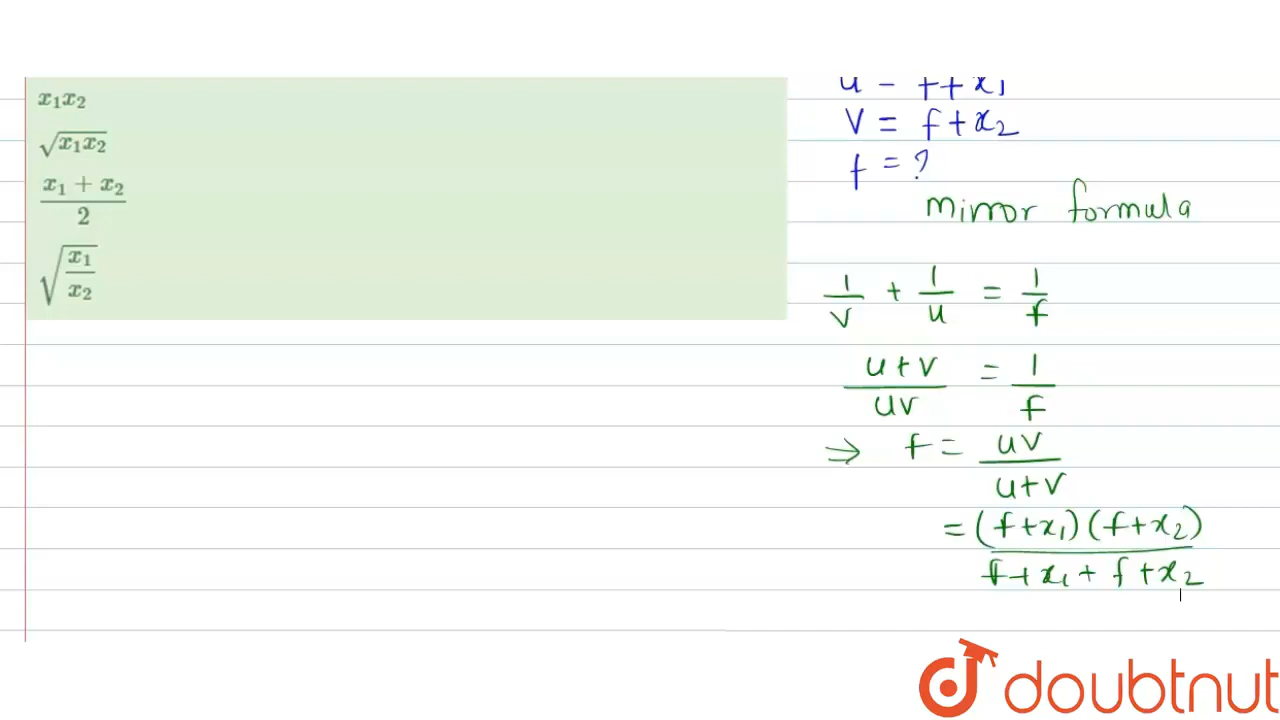 x₁x₂
√x₁x₂
x₁ + x₂ / 2
√x₁/x₂
u = f+x₁
v = f+x₂
f = ?
mirror formula
1/v + 1/u = 1/f
u+v/uv = 1/f
⇒ f = uv/u+v
= (f+x₁)(f+x₂) / f+x₁+f+x₂
doubtnut